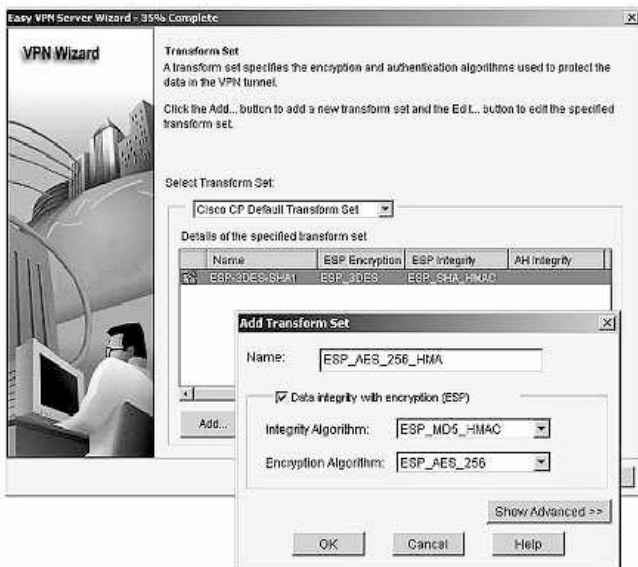 Easy VPN Server Wizard - 35% Complete
VPN Wizard
Transform Set
A transform set specifies the encryption and authentication algorithms used to protect the
data in the VPN tunnel.
Click the Add... button to add a new transform set and the Edit... button to edit the specified
transform set.
Select Transform Set:
Cisco CP Default Transform Set
Details of the specified transform set
Name ESP Encryption ESP Integrity AH Integrity
ESP-3DES-SHA1 ESP_3DES ESP_SHA_HMAC
Add...
Add Transform Set
Name: ESP_AES_256_HMA
Data integrity with encryption (ESP)
Integrity Algorithm: ESP_MD5_HMAC
Encryption Algorithm: ESP_AES_256
Show Advanced >>
OK Cancel Help